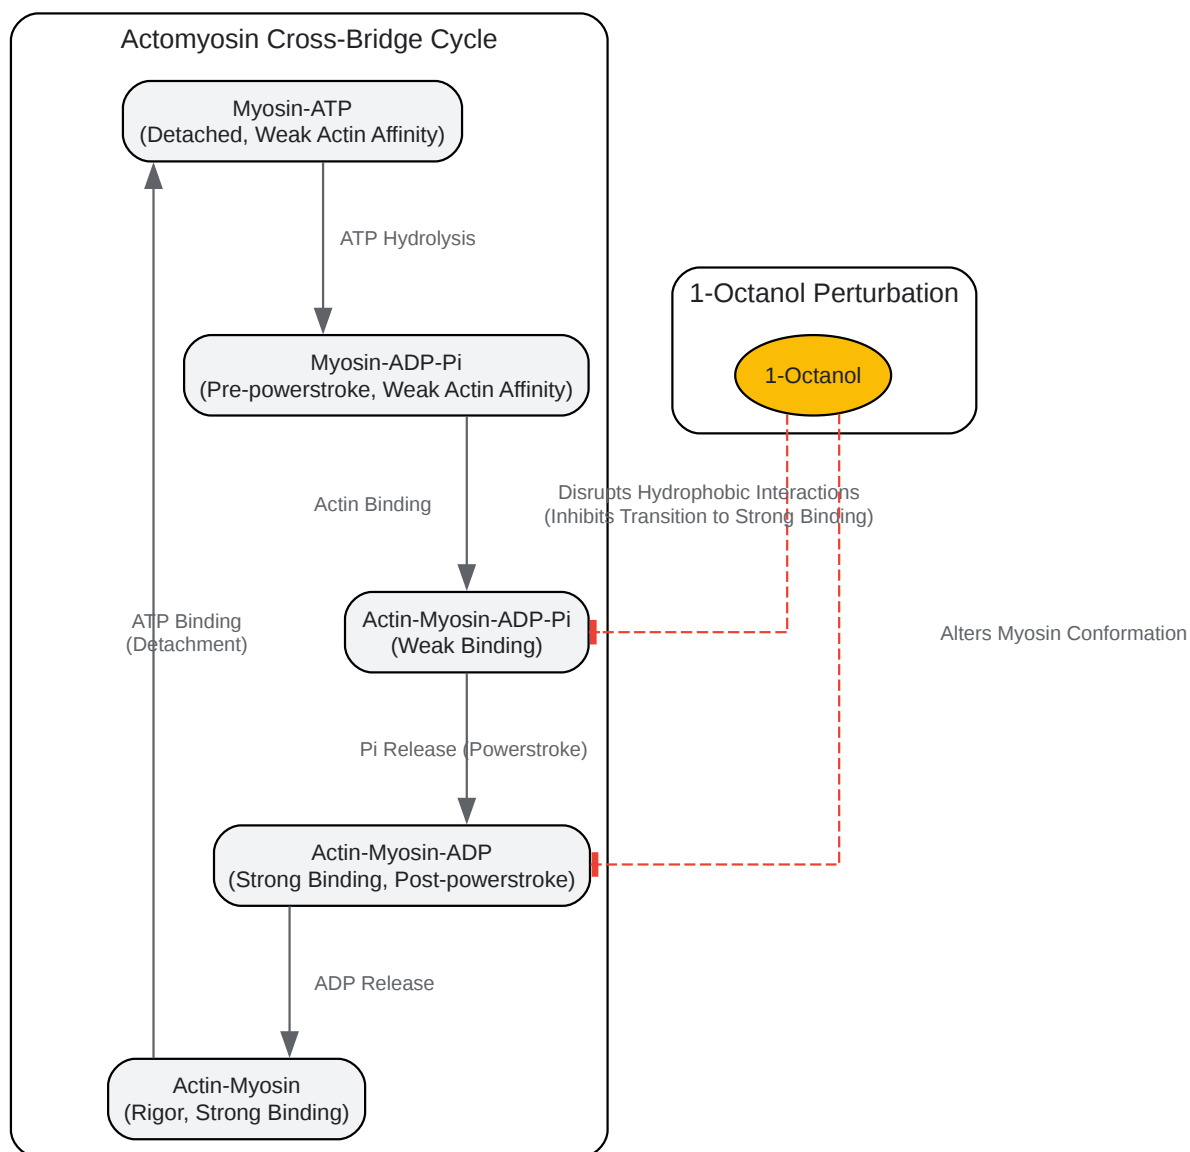 Actomyosin Cross-Bridge Cycle
Myosin-ATP
(Detached, Weak Actin Affinity)
ATP Hydrolysis
1-Octanol Perturbation
1-Octanol
Myosin-ADP-Pi
(Pre-powerstroke, Weak Actin Affinity)
Actin Binding
Disrupts Hydrophobic Interactions
(Inhibits Transition to Strong Binding)
ATP Binding
(Detachment)
Actin-Myosin-ADP-Pi
(Weak Binding)
Alters Myosin Conformation
Pi Release (Powerstroke)
Actin-Myosin-ADP
(Strong Binding, Post-powerstroke)
ADP Release
Actin-Myosin
(Rigor, Strong Binding)